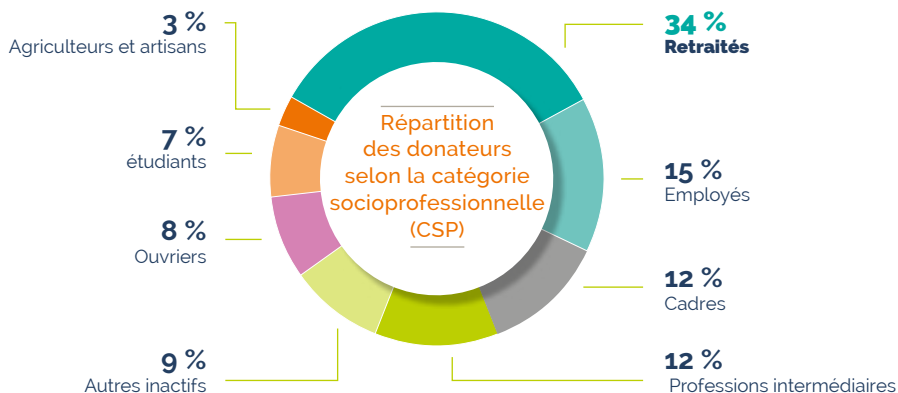 3 %
Agriculteurs et artisans
7 %
étudiants
8 %
Ouvriers
9 %
Autres inactifs
Répartition
des donateurs
selon la catégorie
socioprofessionnelle
(CSP)
34 %
Retraités
15 %
Employés
12 %
Cadres
12 %
Professions intermédiaires